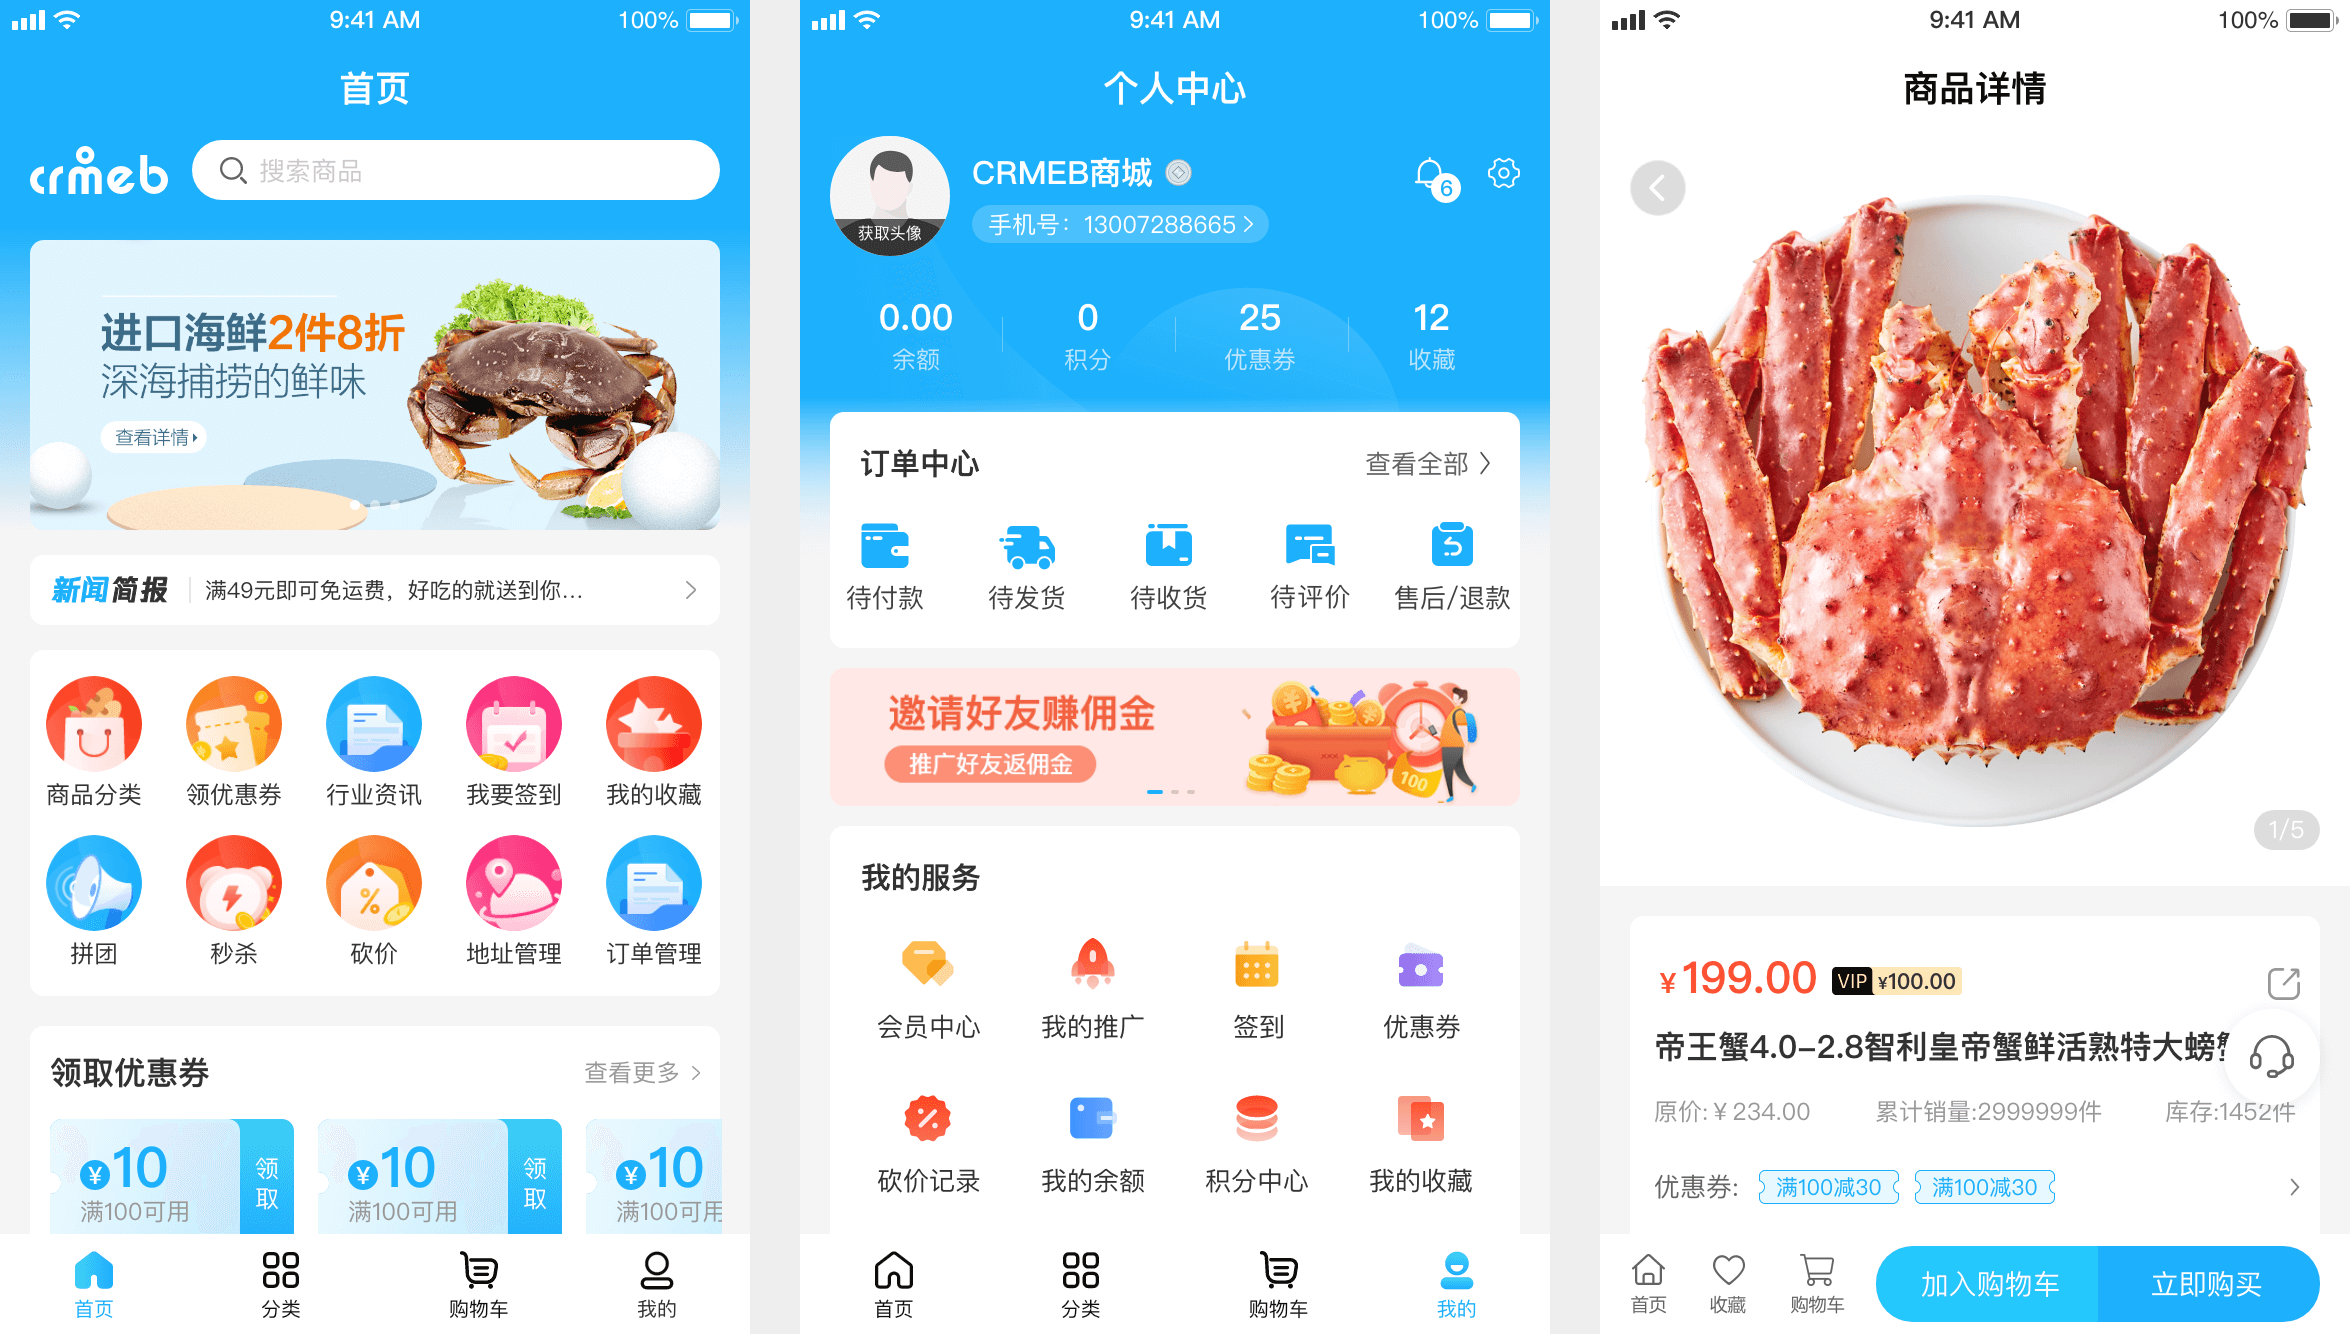 9:41 AM
100%
首页
crmeb
搜索商品
进口海鲜2件8折
深海捕捞的鲜味
查看详情
新闻简报
满49元即可免运费，好吃的就送到你...
商品分类
领优惠券
行业资讯
我要签到
我的收藏
拼团
秒杀
砍价
地址管理
订单管理
领取优惠券
查看更多
¥10
满100可用
领取
¥10
满100可用
领取
¥10
满100可用
首页
分类
购物车
我的
9:41 AM
100%
个人中心
获取头像
CRMEB商城
手机号：13007288665
6
0.00
余额
0
积分
25
优惠券
12
收藏
订单中心
查看全部
待付款
待发货
待收货
待评价
售后/退款
邀请好友赚佣金
推广好友返佣金
100
我的服务
会员中心
我的推广
签到
优惠券
砍价记录
我的余额
积分中心
我的收藏
首页
分类
购物车
我的
9:41 AM
100%
商品详情
1/5
¥199.00
VIP ¥100.00
帝王蟹4.0-2.8智利皇帝蟹鲜活熟特大螃蟹
原价:¥234.00
累计销量:2999999件
库存:1452件
优惠券:
满100减30
满100减30
首页
收藏
购物车
加入购物车
立即购买